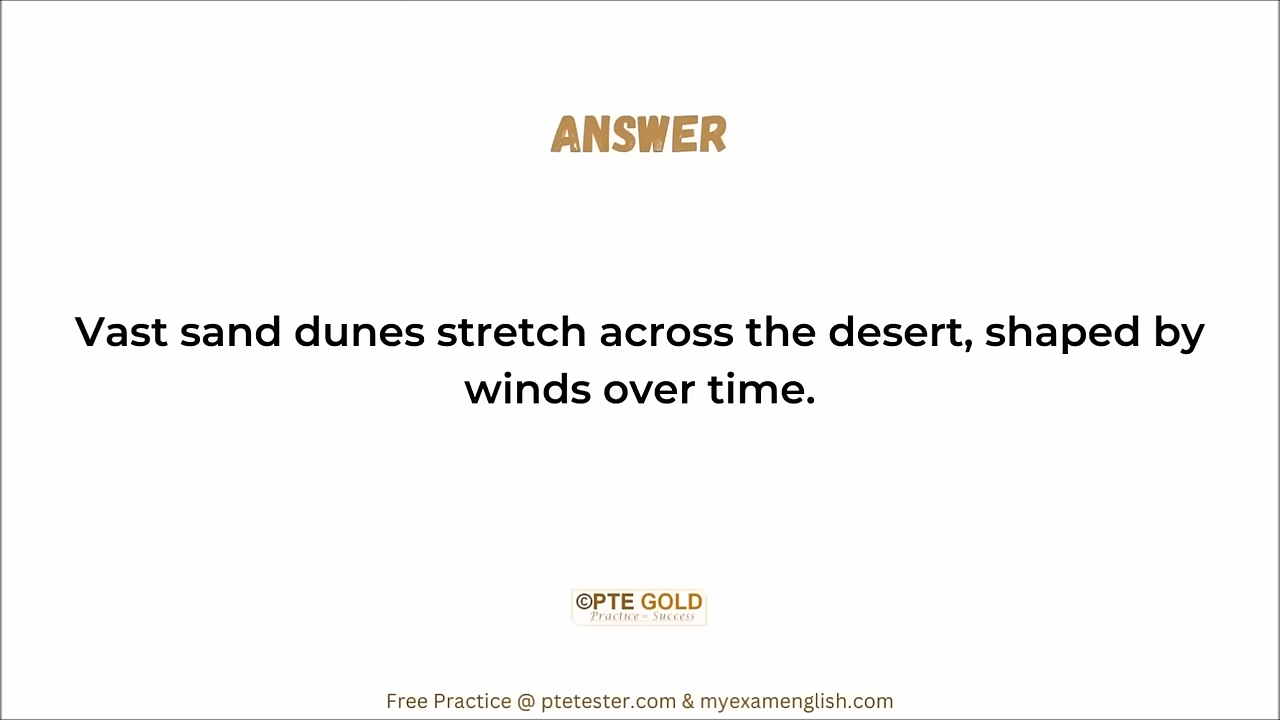 ANSWER
Vast sand dunes stretch across the desert, shaped by
winds over time.
©PTE GOLD
Practice = Success
Free Practice @ ptetester.com & myexamenglish.com